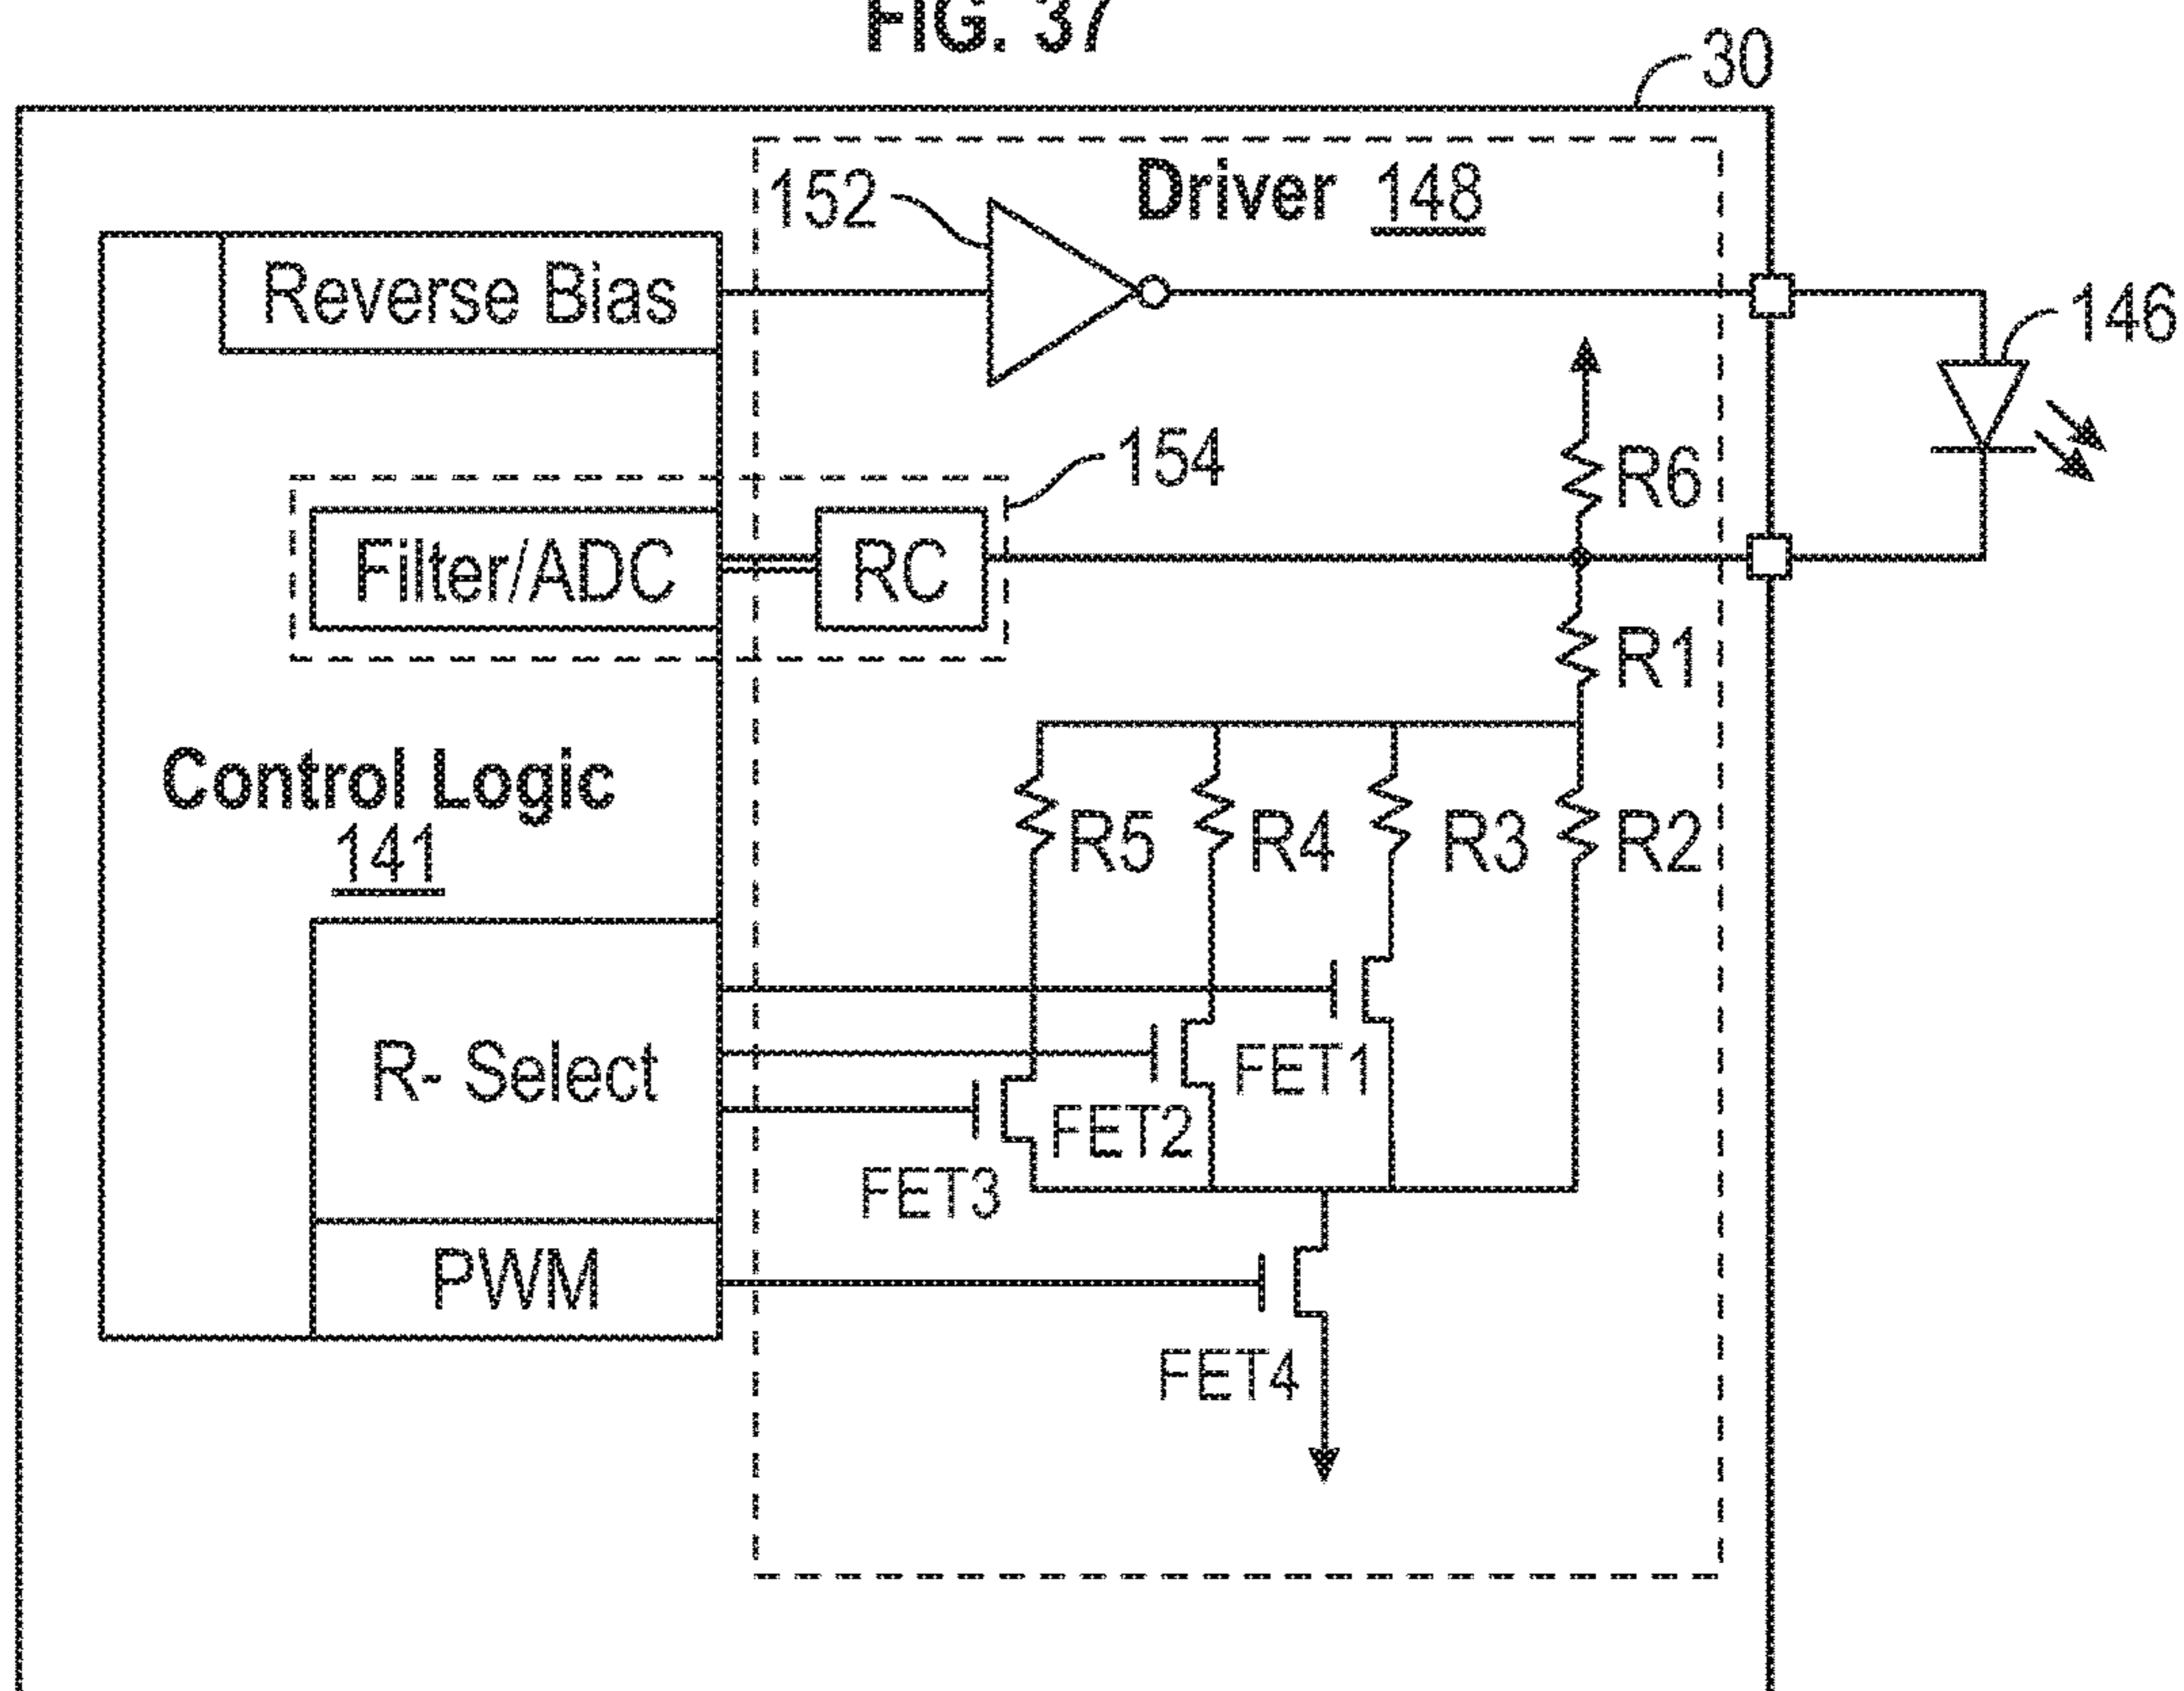 FIG. 37
30
Driver 148
152
Reverse Bias
146
154
R6
Filter/ADC
RC
R1
Control Logic
141
R5
R4
R3
R2
R- Select
FET1
FET2
FET3
PWM
FET4